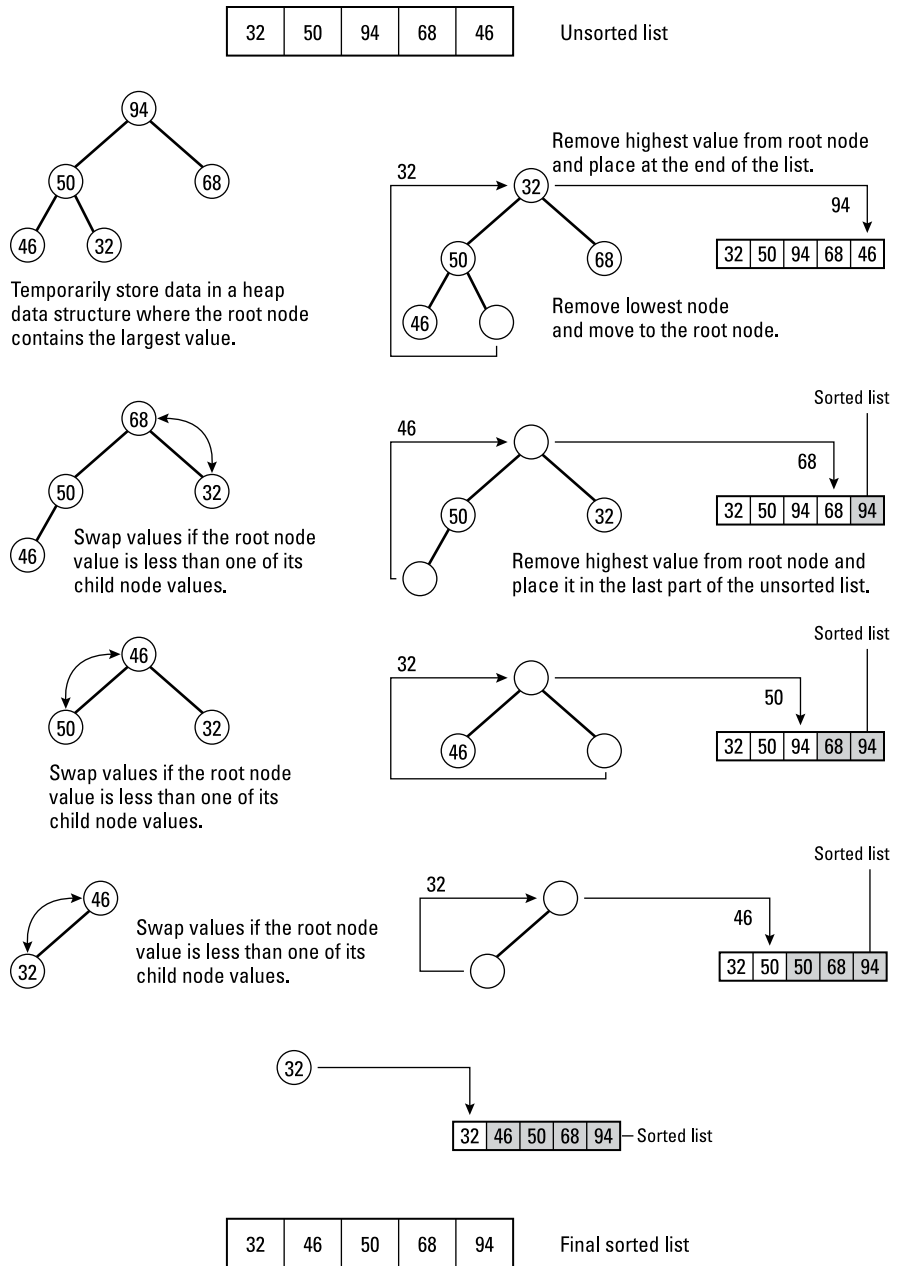 32 50 94 68 46 Unsorted list
94
50 68
46 32
Temporarily store data in a heap
data structure where the root node
contains the largest value.
Remove highest value from root node
and place at the end of the list.
32
32
94
50 68
32 50 94 68 46
46
Remove lowest node
and move to the root node.
68
50 32
46
Swap values if the root node
value is less than one of its
child node values.
Sorted list
46
68
50 32
32 50 94 68 94
Remove highest value from root node and
place it in the last part of the unsorted list.
46
50 32
Swap values if the root node
value is less than one of its
child node values.
Sorted list
32
50
46
32 50 94 68 94
46
32
Swap values if the root node
value is less than one of its
child node values.
Sorted list
32
46
32 50 50 68 94
32
32 46 50 68 94 Sorted list
32 46 50 68 94 Final sorted list